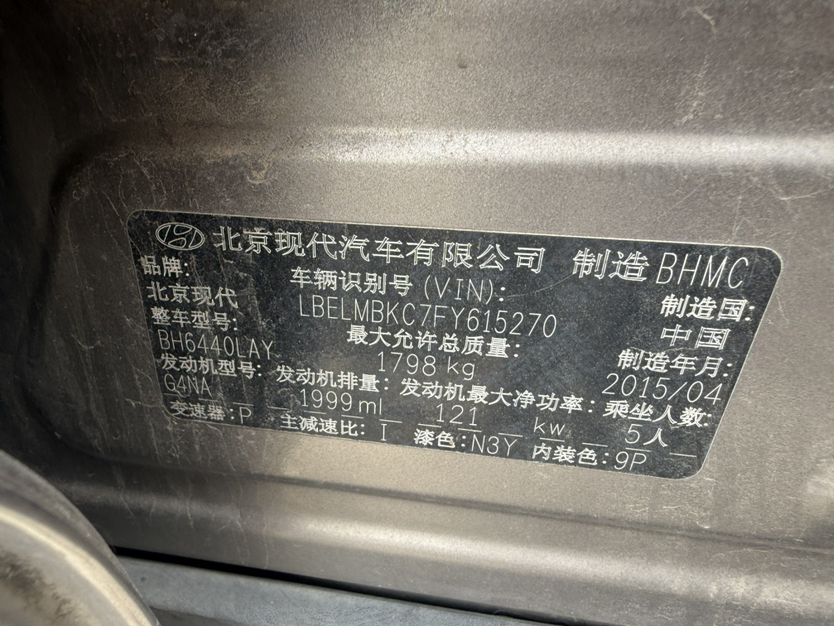 北京现代汽车有限公司 制造 BHMC
品牌: 车辆识别号(VIN): 制造国:
北京现代 LBELMBKC7FY615270 中国
整车型号: 最大允许总质量: 制造年月:
BH6440LAY 1798 kg 2015/04
发动机型号: 发动机排量: 发动机最大净功率: 乘坐人数:
G4NA 1999 ml 121 kw 5人
变速器:P 主减速比: I 漆色:N3Y 内装色:9P